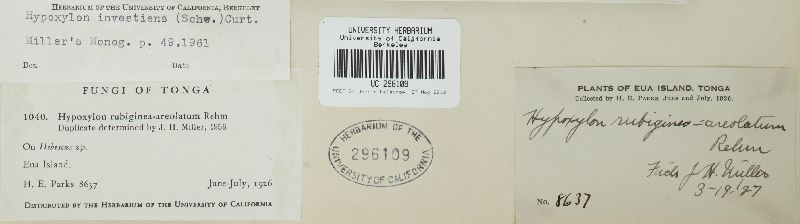 HERBARIUM OF THE UNIVERSITY OF CALIFORNIA, BERKELEY
Hypoxylon investiens (Schw.)Curt.
Miller's Monog. p. 49,1961
Det. Date
FUNGI OF TONGA
1040. Hypoxylon rubiginea-areolatum Rehm
Duplicate determined by J. H. Miller, 1956
On Hibiscus sp.
Eua Island.
H. E. Parks 8637 June-July, 1926
DISTRIBUTED BY THE HERBARIUM OF THE UNIVERSITY OF CALIFORNIA
UNIVERSITY HERBARIUM
University of California
Berkeley
UC 296109
HERBARIUM OF THE
296109
UNIVERSITY OF CALIFORNIA
PLANTS OF EUA ISLAND, TONGA
Collected by H. E. PARKS, June and July, 1926.
Hypoxylon rubigineo=areolatum
Rehm
Fide J. H. Miller
3-19-27
No. 8637